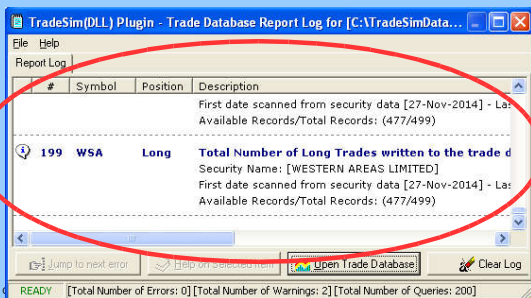 TradeSim(DLL) Plugin - Trade Database Report Log for [C:\TradeSimData...
File Help
Report Log
# Symbol Position Description
First date scanned from security data [27-Nov-2014] - Las
Available Records/Total Records: (477/499)
199 WSA Long Total Number of Long Trades written to the trade d
Security Name: [WESTERN AREAS LIMITED]
First date scanned from security data [27-Nov-2014] - Las
Available Records/Total Records: (477/499)
Jump to next error Help on Selected Item Open Trade Database Clear Log
READY [Total Number of Errors: 0] [Total Number of Warnings: 2] [Total Number of Queries: 200]